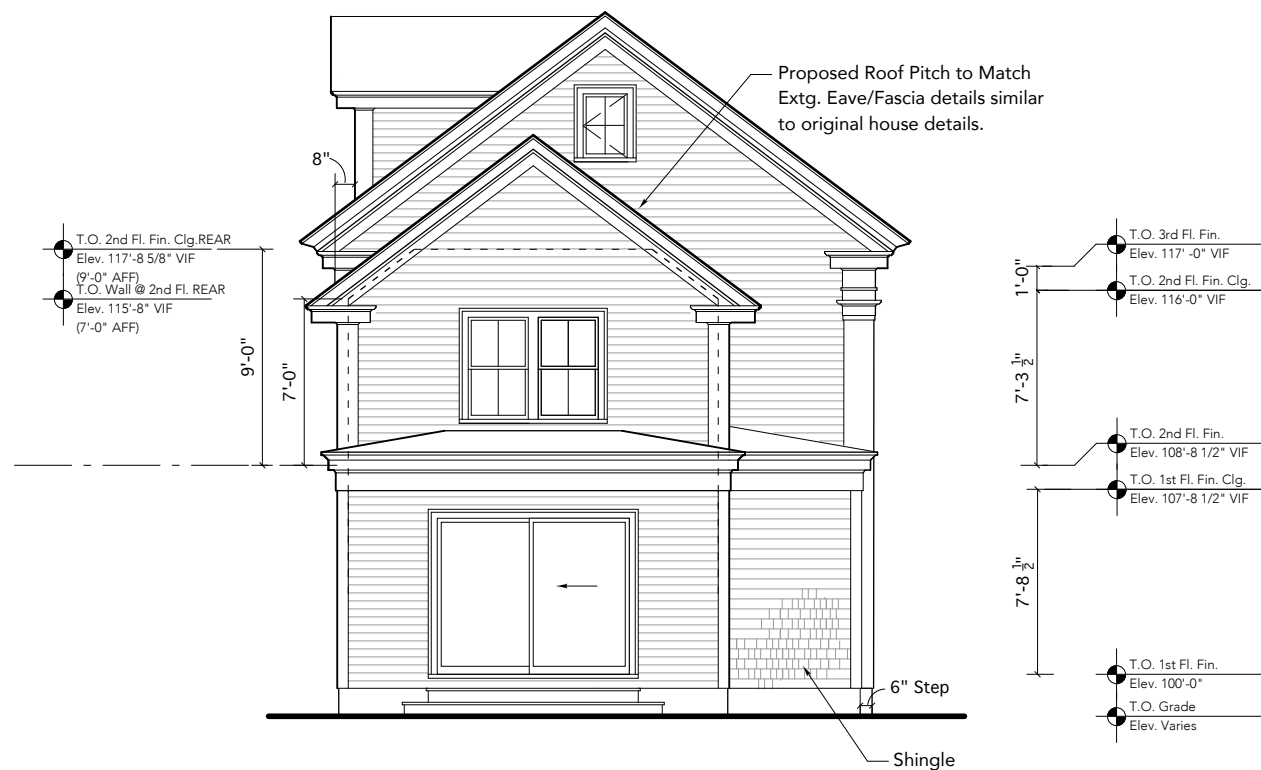 Proposed Roof Pitch to Match
Extg. Eave/Fascia details similar
to original house details.
8"
T.O. 2nd Fl. Fin. Clg.REAR
Elev. 117'-8 5/8" VIF
(9'-0" AFF)
T.O. Wall @ 2nd Fl. REAR
Elev. 115'-8" VIF
(7'-0" AFF)
9'-0"
7'-0"
T.O. 3rd Fl. Fin.
Elev. 117' -0" VIF
1'-0"
T.O. 2nd Fl. Fin. Clg.
Elev. 116'-0" VIF
7'-3 1/2"
T.O. 2nd Fl. Fin.
Elev. 108'-8 1/2" VIF
T.O. 1st Fl. Fin. Clg.
Elev. 107'-8 1/2" VIF
7'-8 1/2"
T.O. 1st Fl. Fin.
Elev. 100'-0"
T.O. Grade
Elev. Varies
6" Step
Shingle